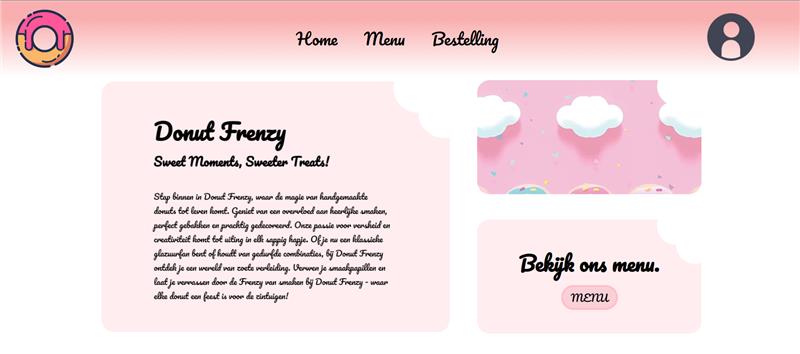 Home Menu Bestelling
Donut Frenzy
Sweet Moments, Sweeter Treats!
Stap binnen in Donut Frenzy, waar de magie van handgemaakte
donuts tot leven komt. Geniet van een overvloed aan heerlijke smaken,
perfect gebakken en prachtig gedecoreerd. Onze passie voor versheid en
creativiteit komt tot uiting in elk sappig hapje. Of je nu een klassieke
glazuurfan bent of houdt van gedurfde combinaties, bij Donut Frenzy
ontdek je een wereld van zoete verleiding. Verwen je smaakpapillen en
laat je verrassen door de Frenzy van smaken bij Donut Frenzy - waar
elke donut een feest is voor de zintuigen!
Bekijk ons menu.
MENU